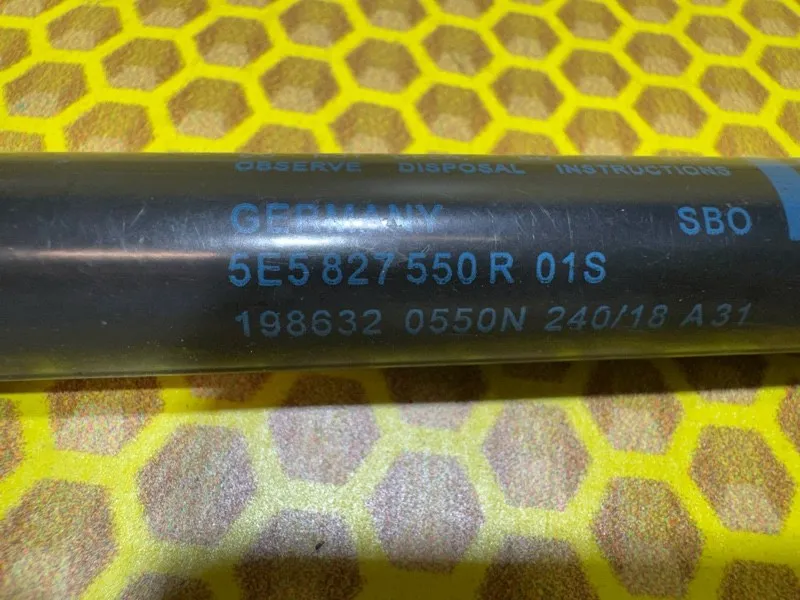 OBSERVE DISPOSAL INSTRUCTIONS
GERMANY SBO
5E5 827 550 R 01S
198632 0550N 240/18 A31